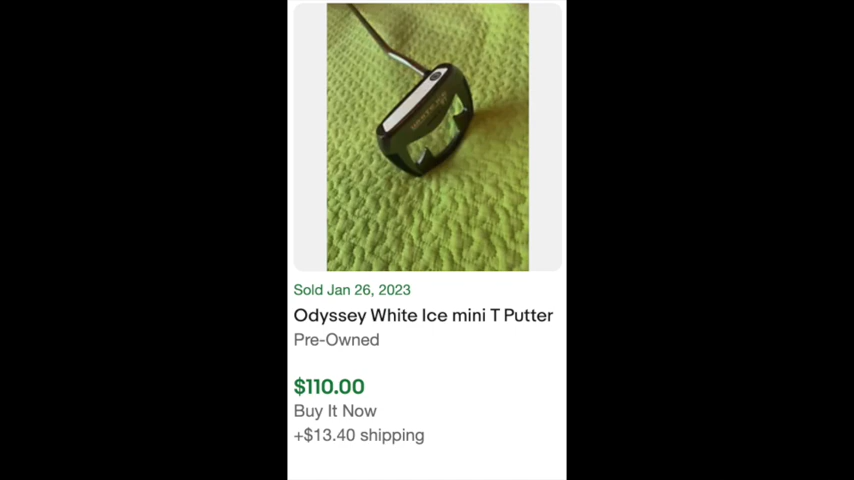 Sold Jan 26, 2023
Odyssey White Ice mini T Putter
Pre-Owned
$110.00
Buy It Now
+$13.40 shipping